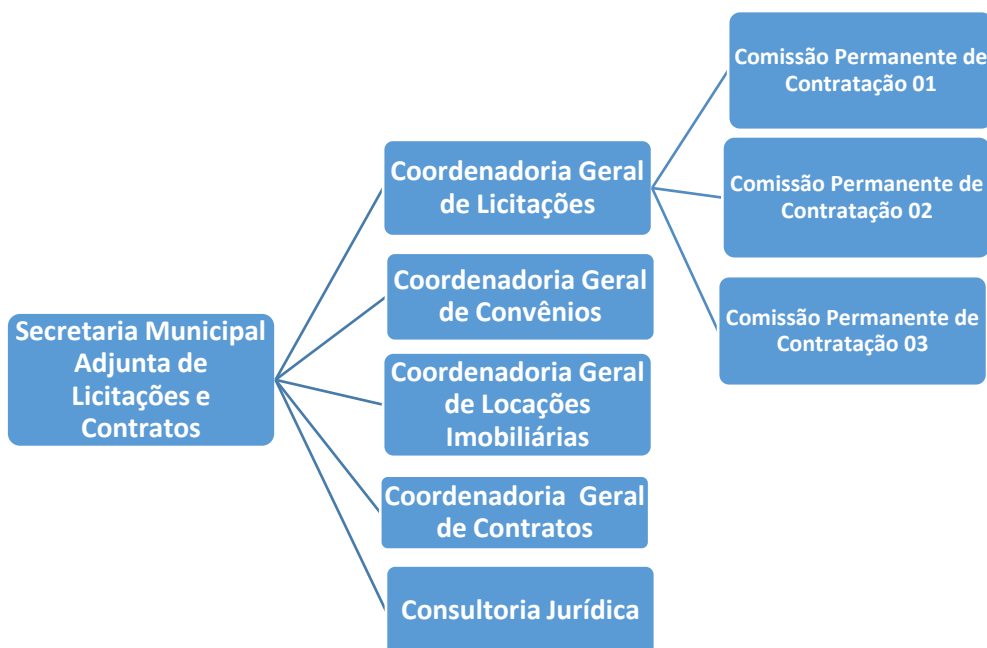 Secretaria Municipal
Adjunta de
Licitações e
Contratos
Coordenadoria Geral
de Licitações
Coordenadoria Geral
de Convênios
Coordenadoria Geral
de Locações
Imobiliárias
Coordenadoria Geral
de Contratos
Consultoria Jurídica
Comissão Permanente de
Contratação 01
Comissão Permanente de
Contratação 02
Comissão Permanente de
Contratação 03